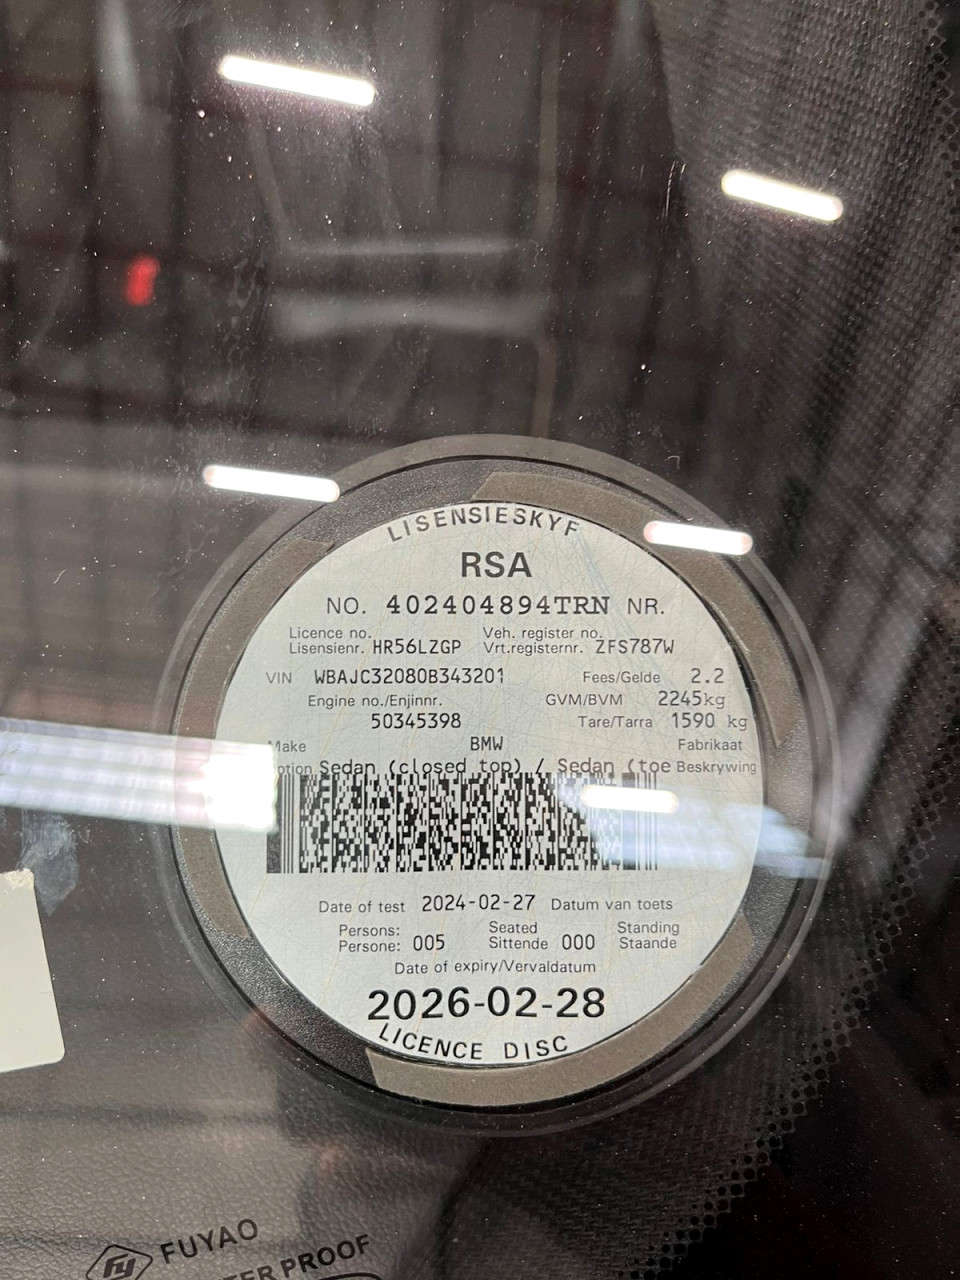 LISENSIESKYF
RSA
NO. 402404894TRN NR.
Licence no. Veh. register no.
Lisensienr. HR56LZGP Vrt.registernr. ZFS787W
VIN WBAJC32080B343201 Fees/Gelde 2.2
Engine no./Enjinnr. GVM/BVM 2245kg
50345398 Tare/Tarra 1590 kg
Make BMW Fabrikaat
Sedan (closed top) / Sedan (toe Beskrywing
Date of test 2024-02-27 Datum van toets
Persons: Seated Standing
Persone: 005 Sittende 000 Staande
Date of expiry/Vervaldatum
2026-02-28
LICENCE DISC
FUYAO
PROOF